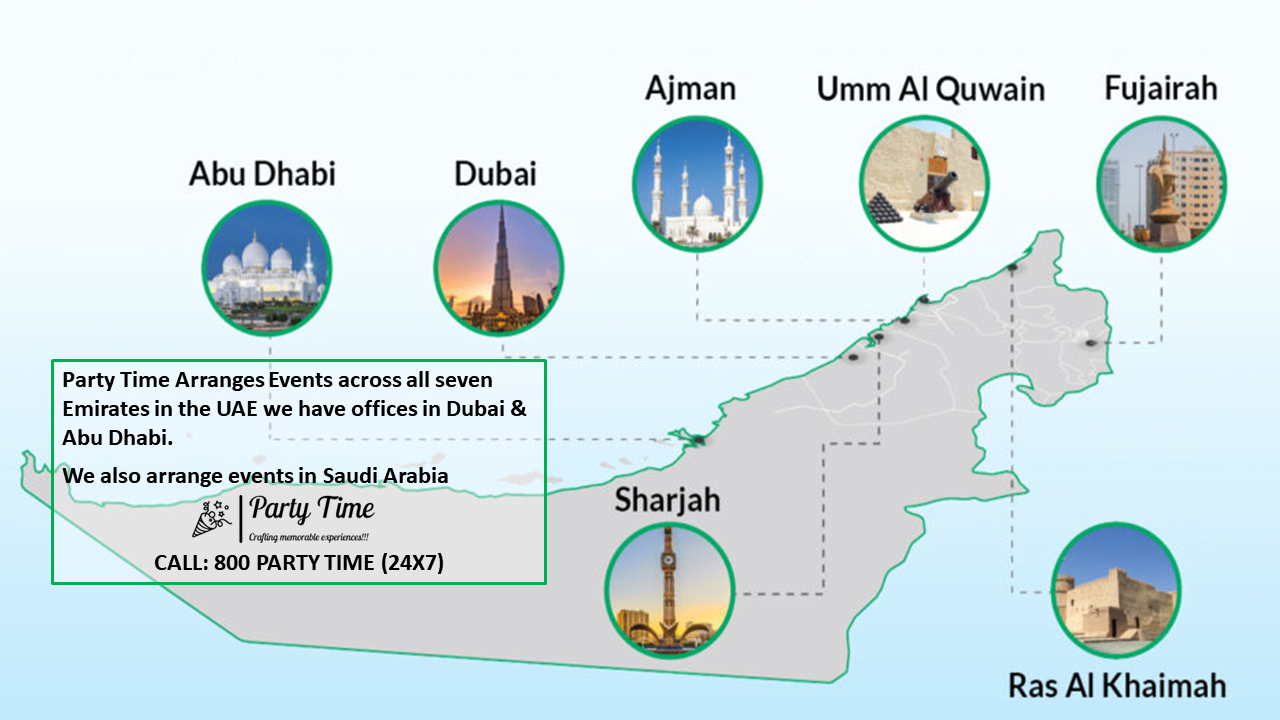 Ajman
Umm Al Quwain
Fujairah
Abu Dhabi
Dubai
Party Time Arranges Events across all seven
Emirates in the UAE we have offices in Dubai &
Abu Dhabi.
We also arrange events in Saudi Arabia
Party Time
Crafting memorable experiences!!!
CALL: 800 PARTY TIME (24X7)
Sharjah
Ras Al Khaimah